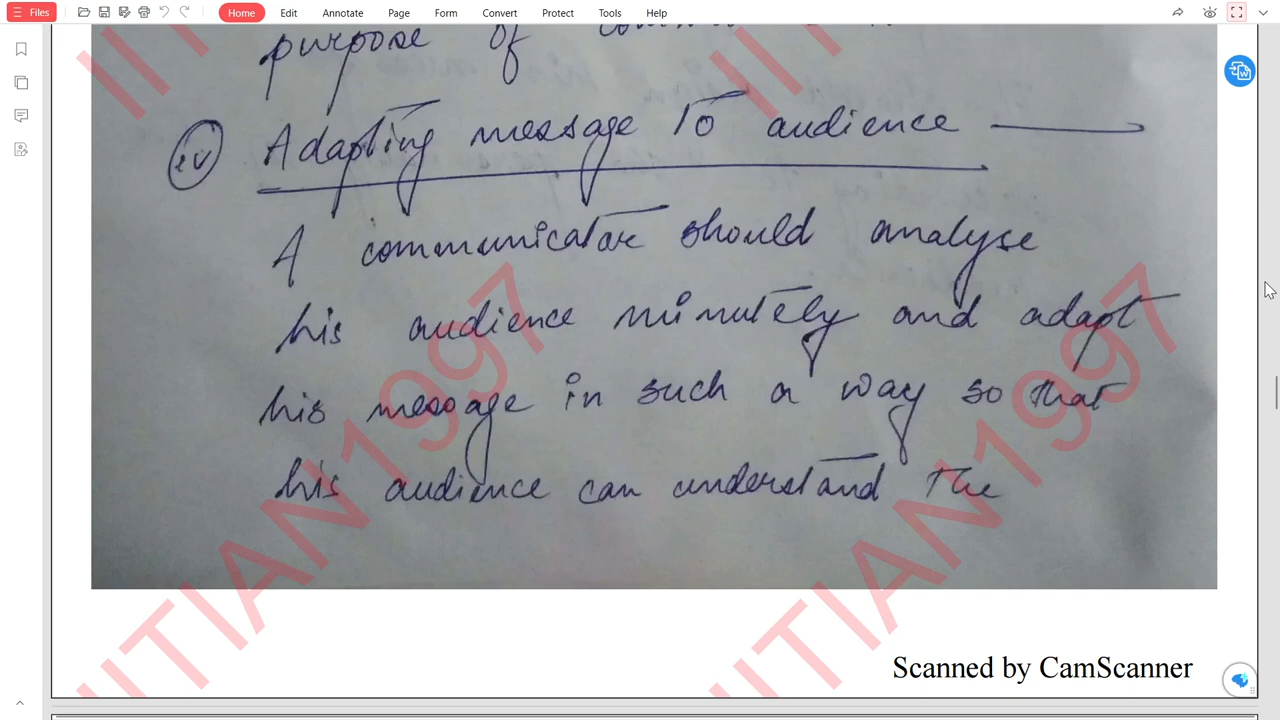 Files
Home Edit Annotate Page Form Convert Protect Tools Help
purpose of
iv Adapting message to audience
A communicator should analyse
his audience minutely and adapt
his message in such a way so that
his audience can understand the
IITIAN1997
IITIAN1997
Scanned by CamScanner